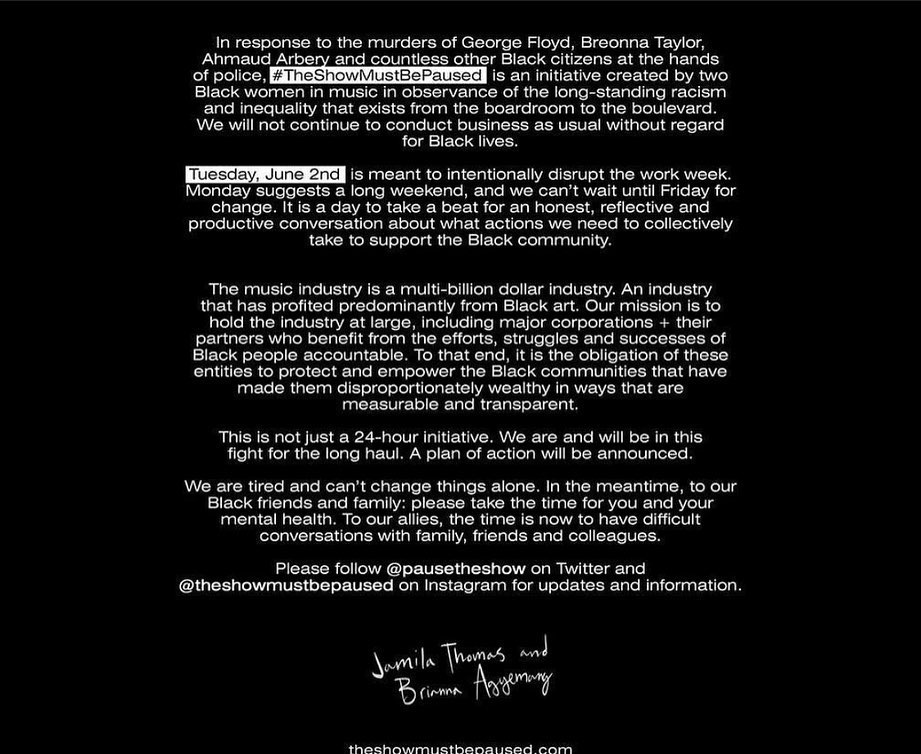 In response to the murders of George Floyd, Breonna Taylor,
Ahmaud Arbery and countless other Black citizens at the hands
of police, #TheShowMustBePaused is an initiative created by two
Black women in music in observance of the long-standing racism
and inequality that exists from the boardroom to the boulevard.
We will not continue to conduct business as usual without regard
for Black lives.
Tuesday, June 2nd is meant to intentionally disrupt the work week.
Monday suggests a long weekend, and we can't wait until Friday for
change. It is a day to take a beat for an honest, reflective and
productive conversation about what actions we need to collectively
take to support the Black community.
The music industry is a multi-billion dollar industry. An industry
that has profited predominantly from Black art. Our mission is to
hold the industry at large, including major corporations + their
partners who benefit from the efforts, struggles and successes of
Black people accountable. To that end, it is the obligation of these
entities to protect and empower the Black communities that have
made them disproportionately wealthy in ways that are
measurable and transparent.
This is not just a 24-hour initiative. We are and will be in this
fight for the long haul. A plan of action will be announced.
We are tired and can't change things alone. In the meantime, to our
Black friends and family: please take the time for you and your
mental health. To our allies, the time is now to have difficult
conversations with family, friends and colleagues.
Please follow @pausetheshow on Twitter and
@theshowmustbepaused on Instagram for updates and information.
Jamila Thomas and
Brianna Agyemang
theshowmustbepaused.com